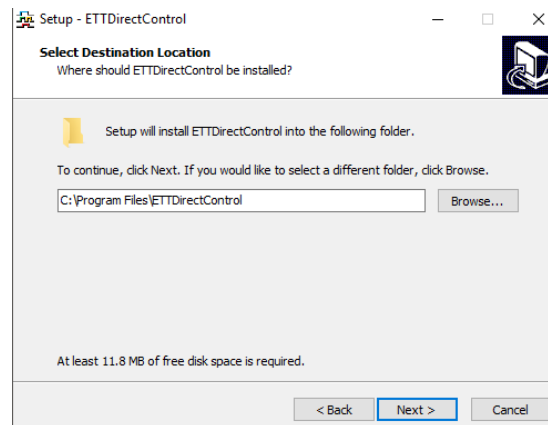 Setup - ETTDirectControl
Select Destination Location
Where should ETTDirectControl be installed?
Setup will install ETTDirectControl into the following folder.
To continue, click Next. If you would like to select a different folder, click Browse.
C:\Program Files\ETTDirectControl
Browse...
At least 11.8 MB of free disk space is required.
< Back
Next >
Cancel